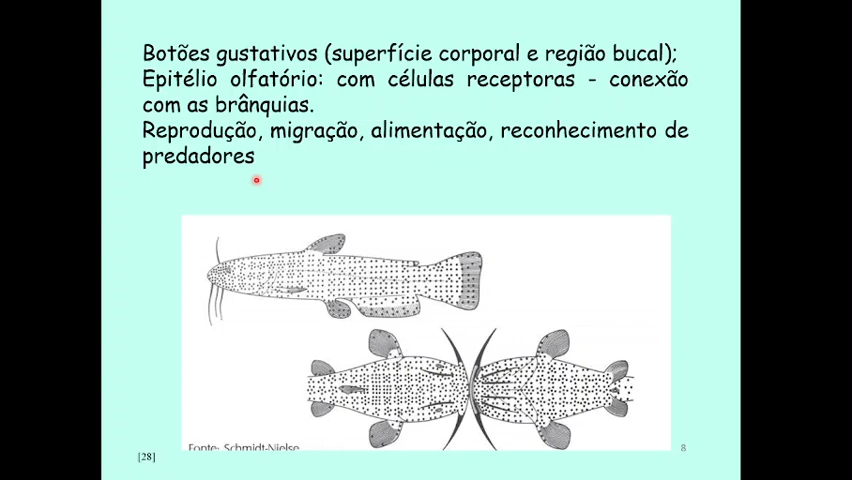 Botões gustativos (superfície corporal e região bucal);
Epitélio olfatório: com células receptoras - conexão
com as brânquias.
Reprodução, migração, alimentação, reconhecimento de
predadores
Fonte: Schmidt-Nielse
8
[28]